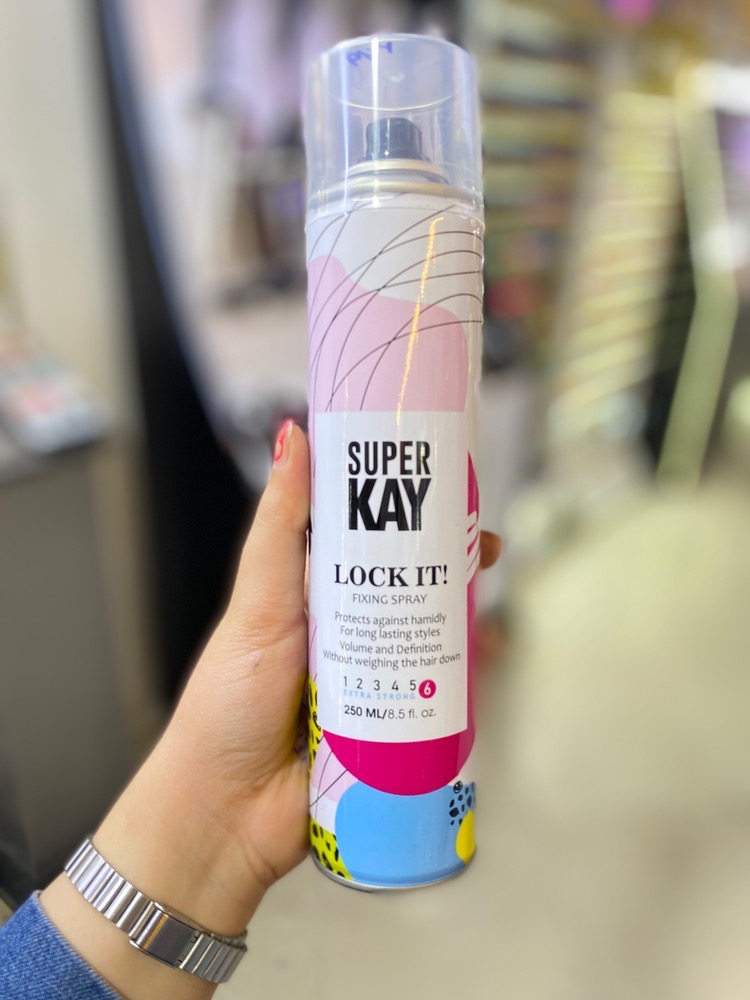 SUPER
KAY
LOCK IT!
FIXING SPRAY
Protects against hamidly
For long lasting styles
Volume and Definition
Without weighing the hair down
1 2 3 4 5 6
EXTRA STRONG
250 ML/8.5 fl. oz.